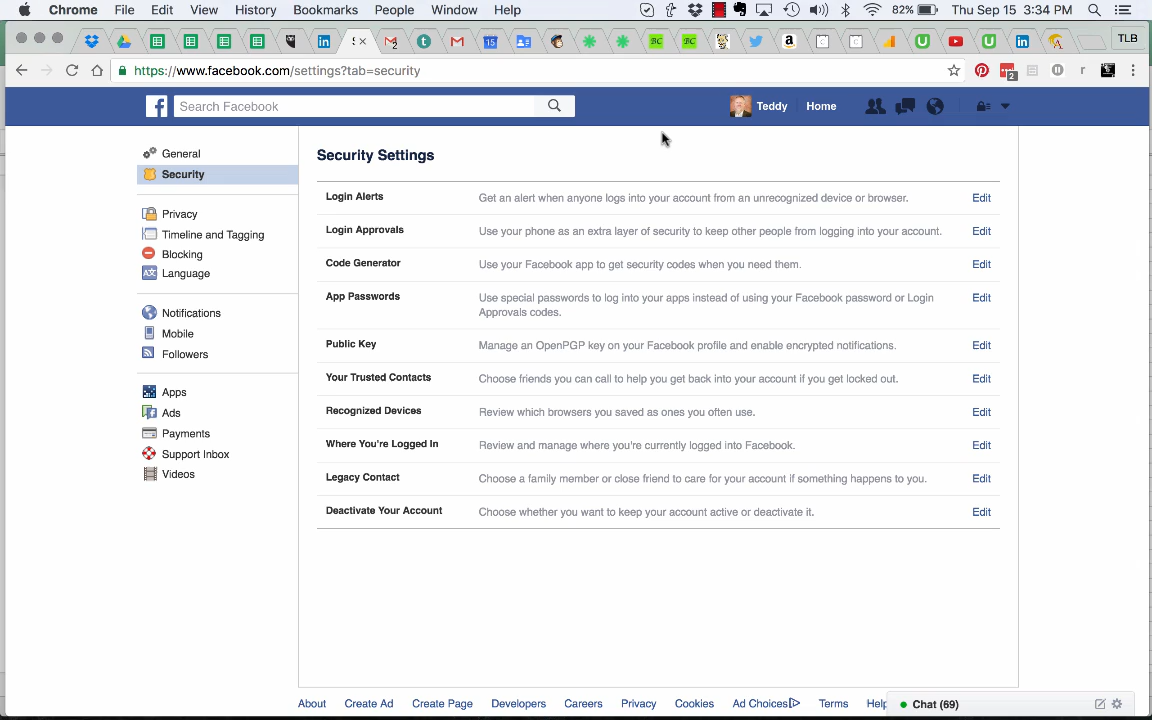 Chrome File Edit View History Bookmarks People Window Help 82% Thu Sep 15 3:34 PM
TLB
https://www.facebook.com/settings?tab=security
Search Facebook
Teddy Home
General
Security
Privacy
Timeline and Tagging
Blocking
Language
Notifications
Mobile
Followers
Apps
Ads
Payments
Support Inbox
Videos
Security Settings
Login Alerts Get an alert when anyone logs into your account from an unrecognized device or browser. Edit
Login Approvals Use your phone as an extra layer of security to keep other people from logging into your account. Edit
Code Generator Use your Facebook app to get security codes when you need them. Edit
App Passwords Use special passwords to log into your apps instead of using your Facebook password or Login Edit
Approvals codes.
Public Key Manage an OpenPGP key on your Facebook profile and enable encrypted notifications. Edit
Your Trusted Contacts Choose friends you can call to help you get back into your account if you get locked out. Edit
Recognized Devices Review which browsers you saved as ones you often use. Edit
Where You're Logged In Review and manage where you're currently logged into Facebook. Edit
Legacy Contact Choose a family member or close friend to care for your account if something happens to you. Edit
Deactivate Your Account Choose whether you want to keep your account active or deactivate it. Edit
About Create Ad Create Page Developers Careers Privacy Cookies Ad Choices Terms Help
Chat (69)